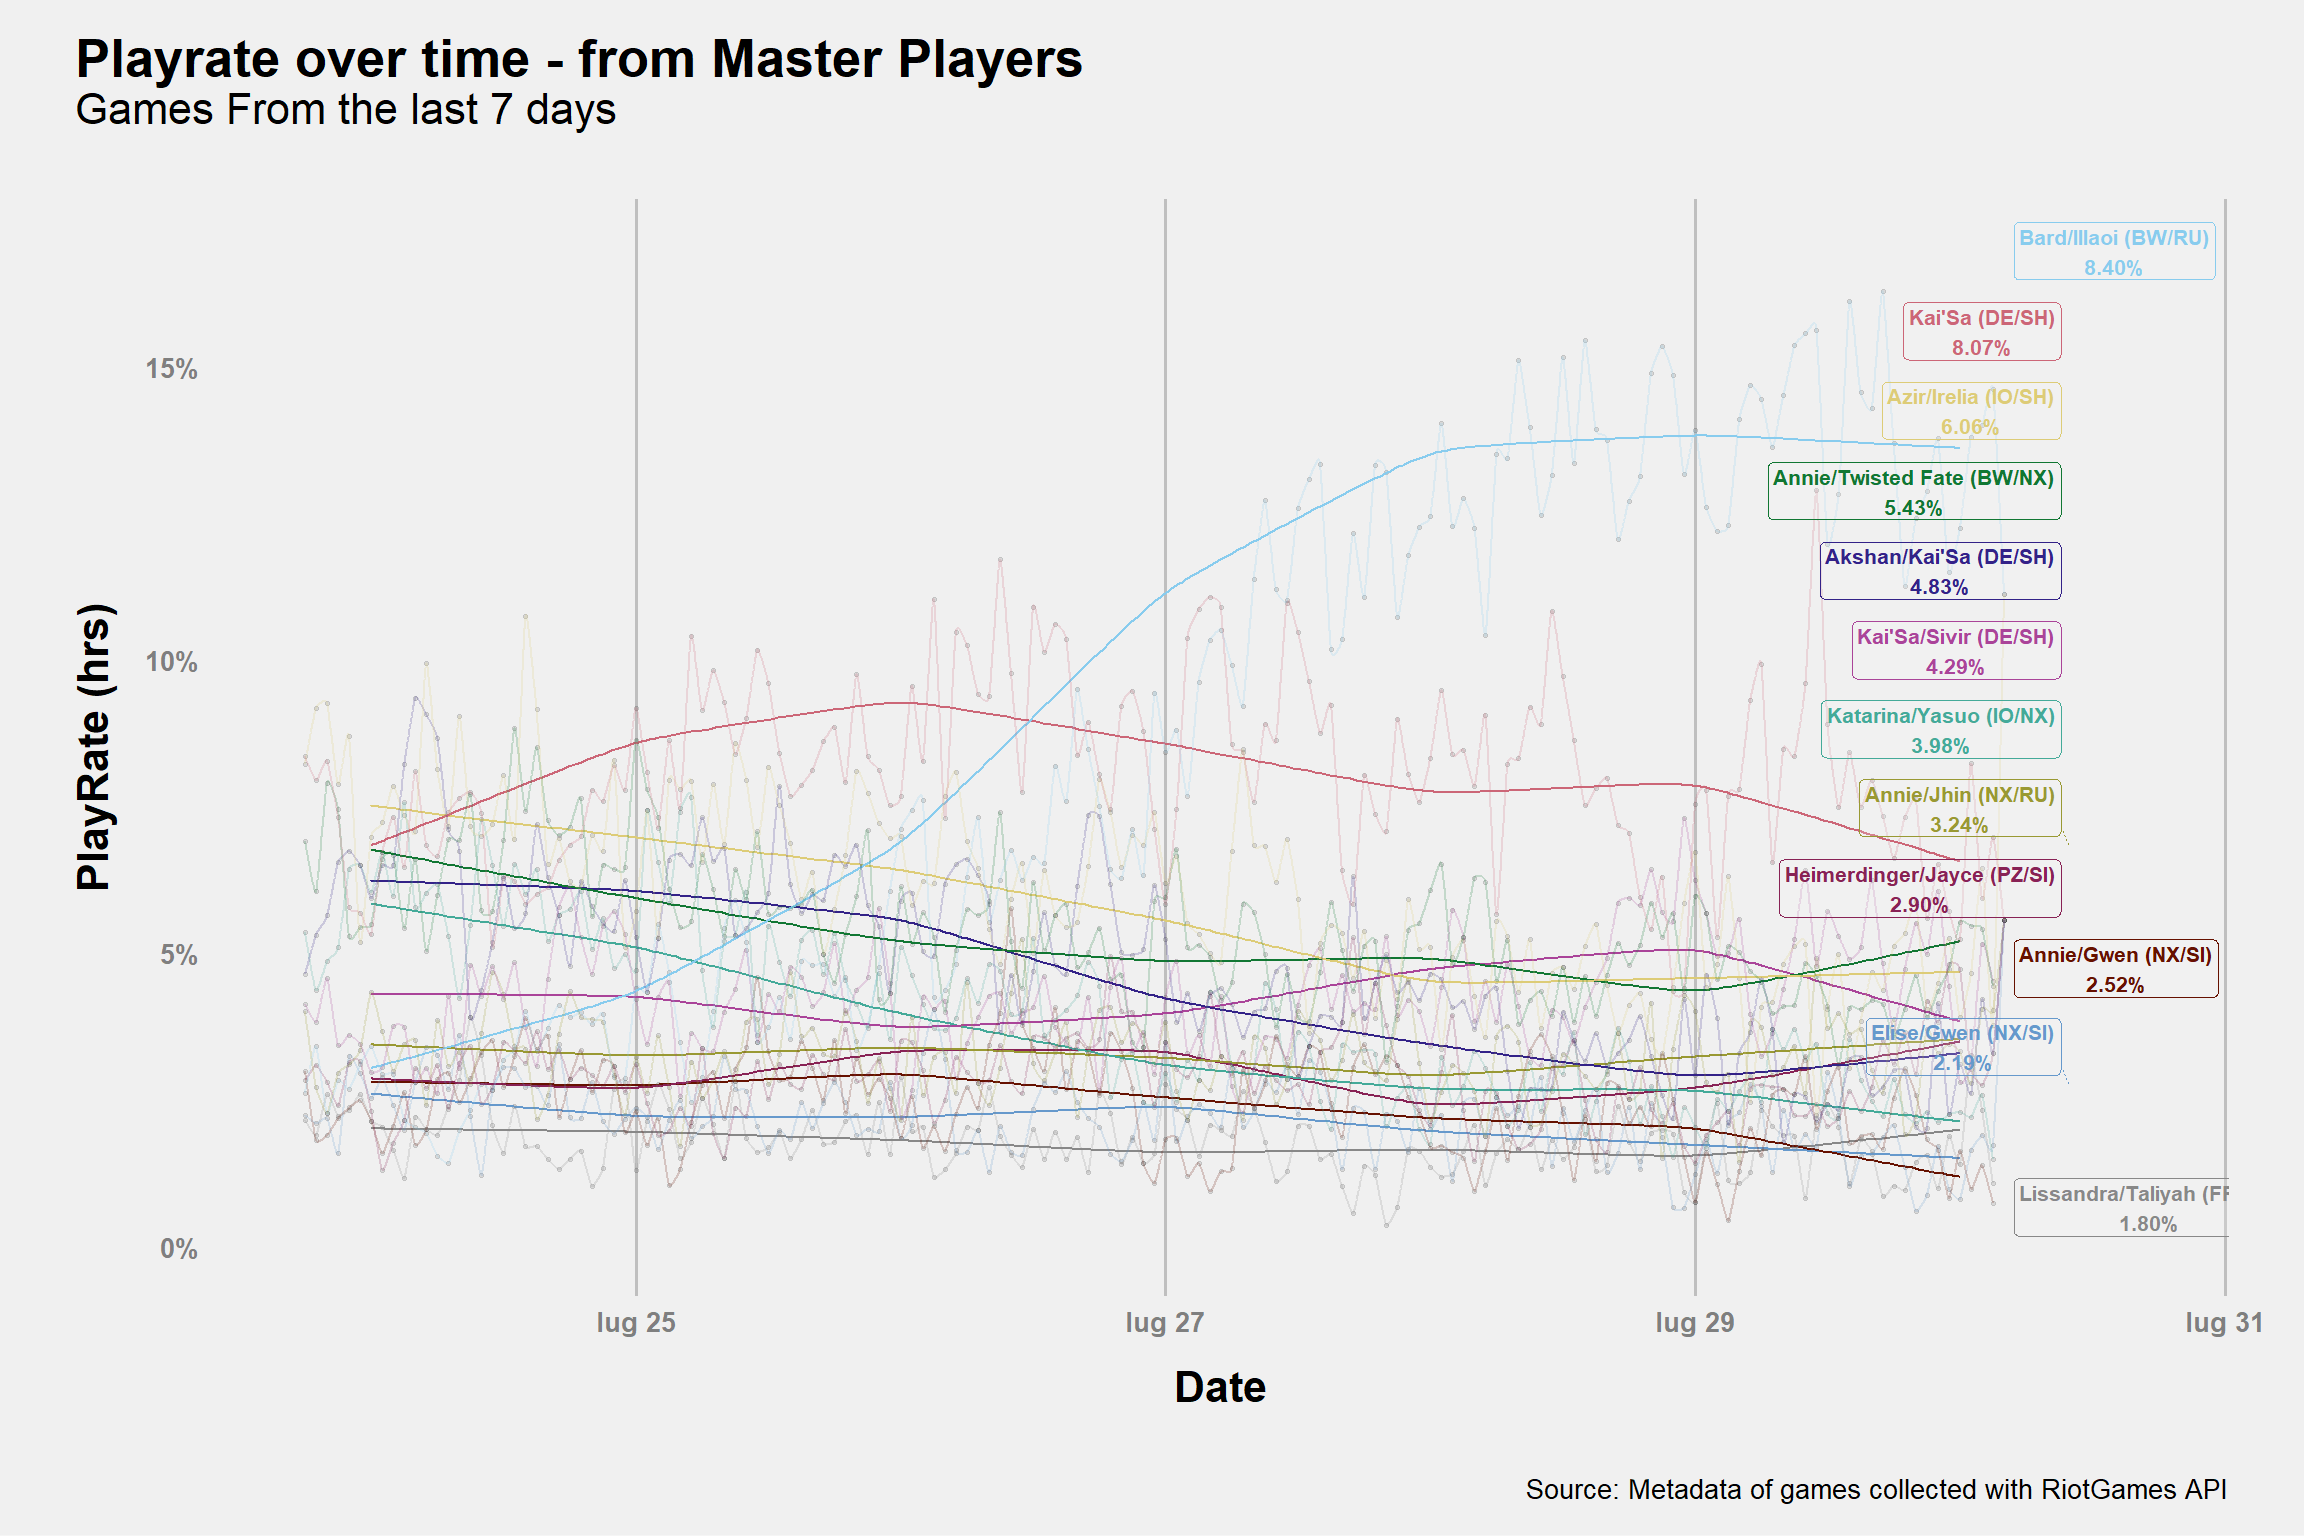 Playrate over time - from Master Players
Games From the last 7 days
PlayRate (hrs)
15%
10%
5%
0%
Bard/Illaoi (BW/RU)
8.40%
Kai'Sa (DE/SH)
8.07%
Azir/Irelia (IO/SH)
6.06%
Annie/Twisted Fate (BW/NX)
5.43%
Akshan/Kai'Sa (DE/SH)
4.83%
Kai'Sa/Sivir (DE/SH)
4.29%
Katarina/Yasuo (IO/NX)
3.98%
Annie/Jhin (NX/RU)
3.24%
Heimerdinger/Jayce (PZ/SI)
2.90%
Annie/Gwen (NX/SI)
2.52%
Elise/Gwen (NX/SI)
2.19%
Lissandra/Taliyah
1.80%
lug 25
lug 27
lug 29
lug 31
Date
Source: Metadata of games collected with RiotGames API